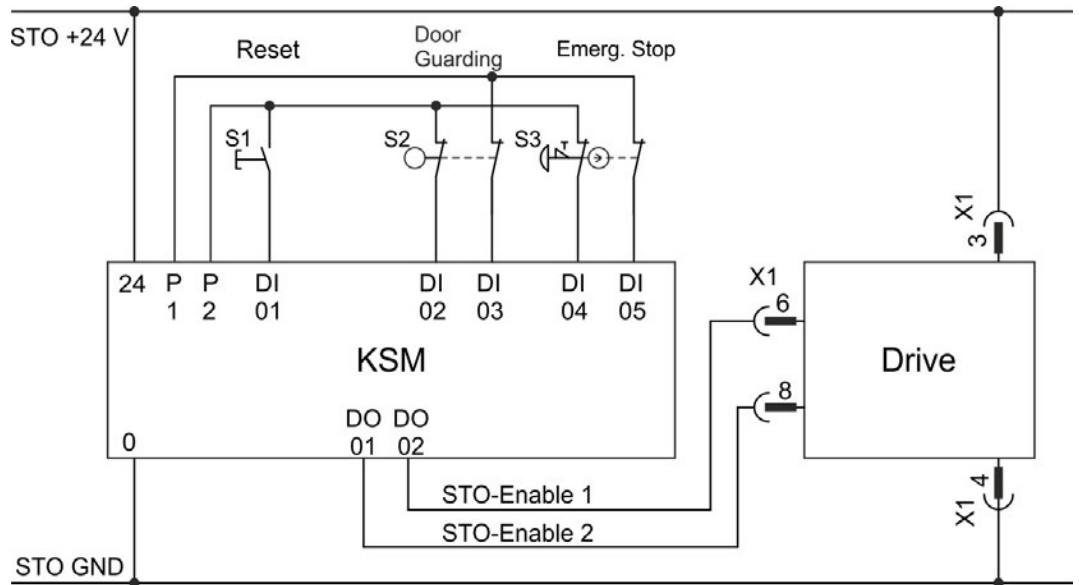 STO +24 V
Reset
Door
Guarding
Emerg. Stop
S1
S2
S3
X1
3
24 P P DI DI DI DI DI
1 2 01 02 03 04 05
X1
6
KSM
Drive
8
DO DO
0 01 02
4
X1
STO-Enable 1
STO-Enable 2
STO GND